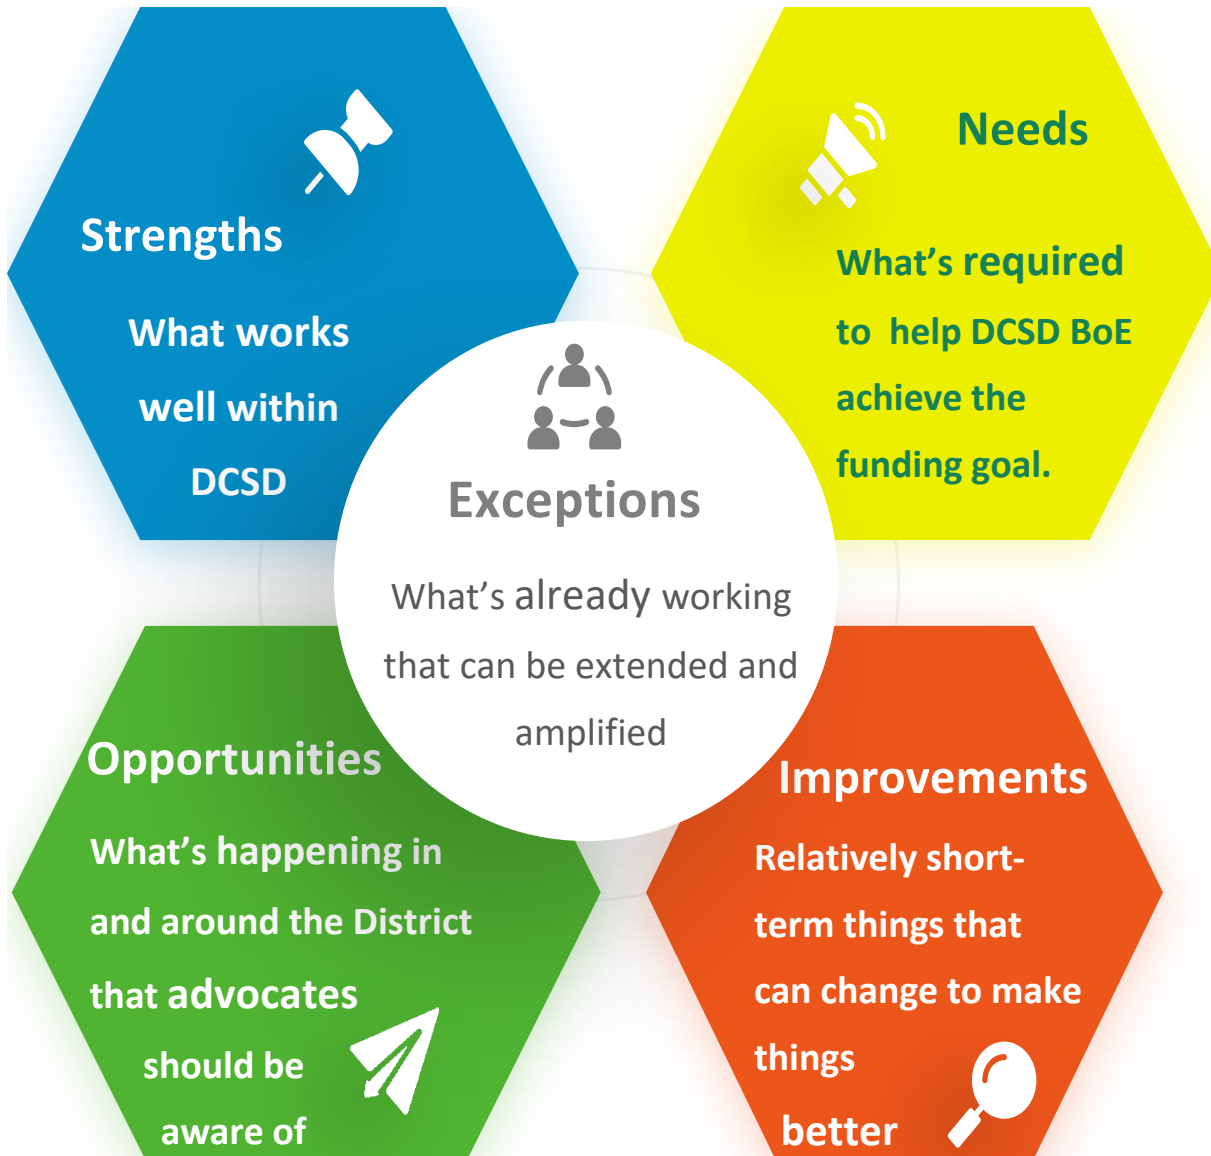 Strengths
What works
well within
DCSD
Needs
What's required
to help DCSD BoE
achieve the
funding goal.
Exceptions
What's already working
that can be extended and
amplified
Opportunities
What's happening in
and around the District
that advocates
should be
aware of
Improvements
Relatively short-
term things that
can change to make
things
better